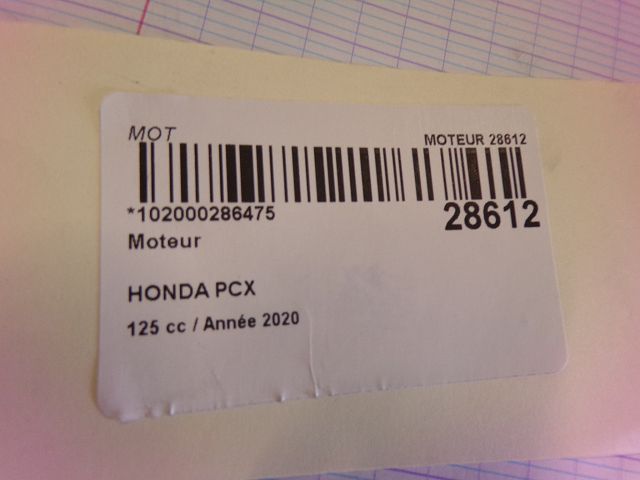 MOT
MOTEUR 28612
*102000286475
28612
Moteur
HONDA PCX
125 cc / Année 2020